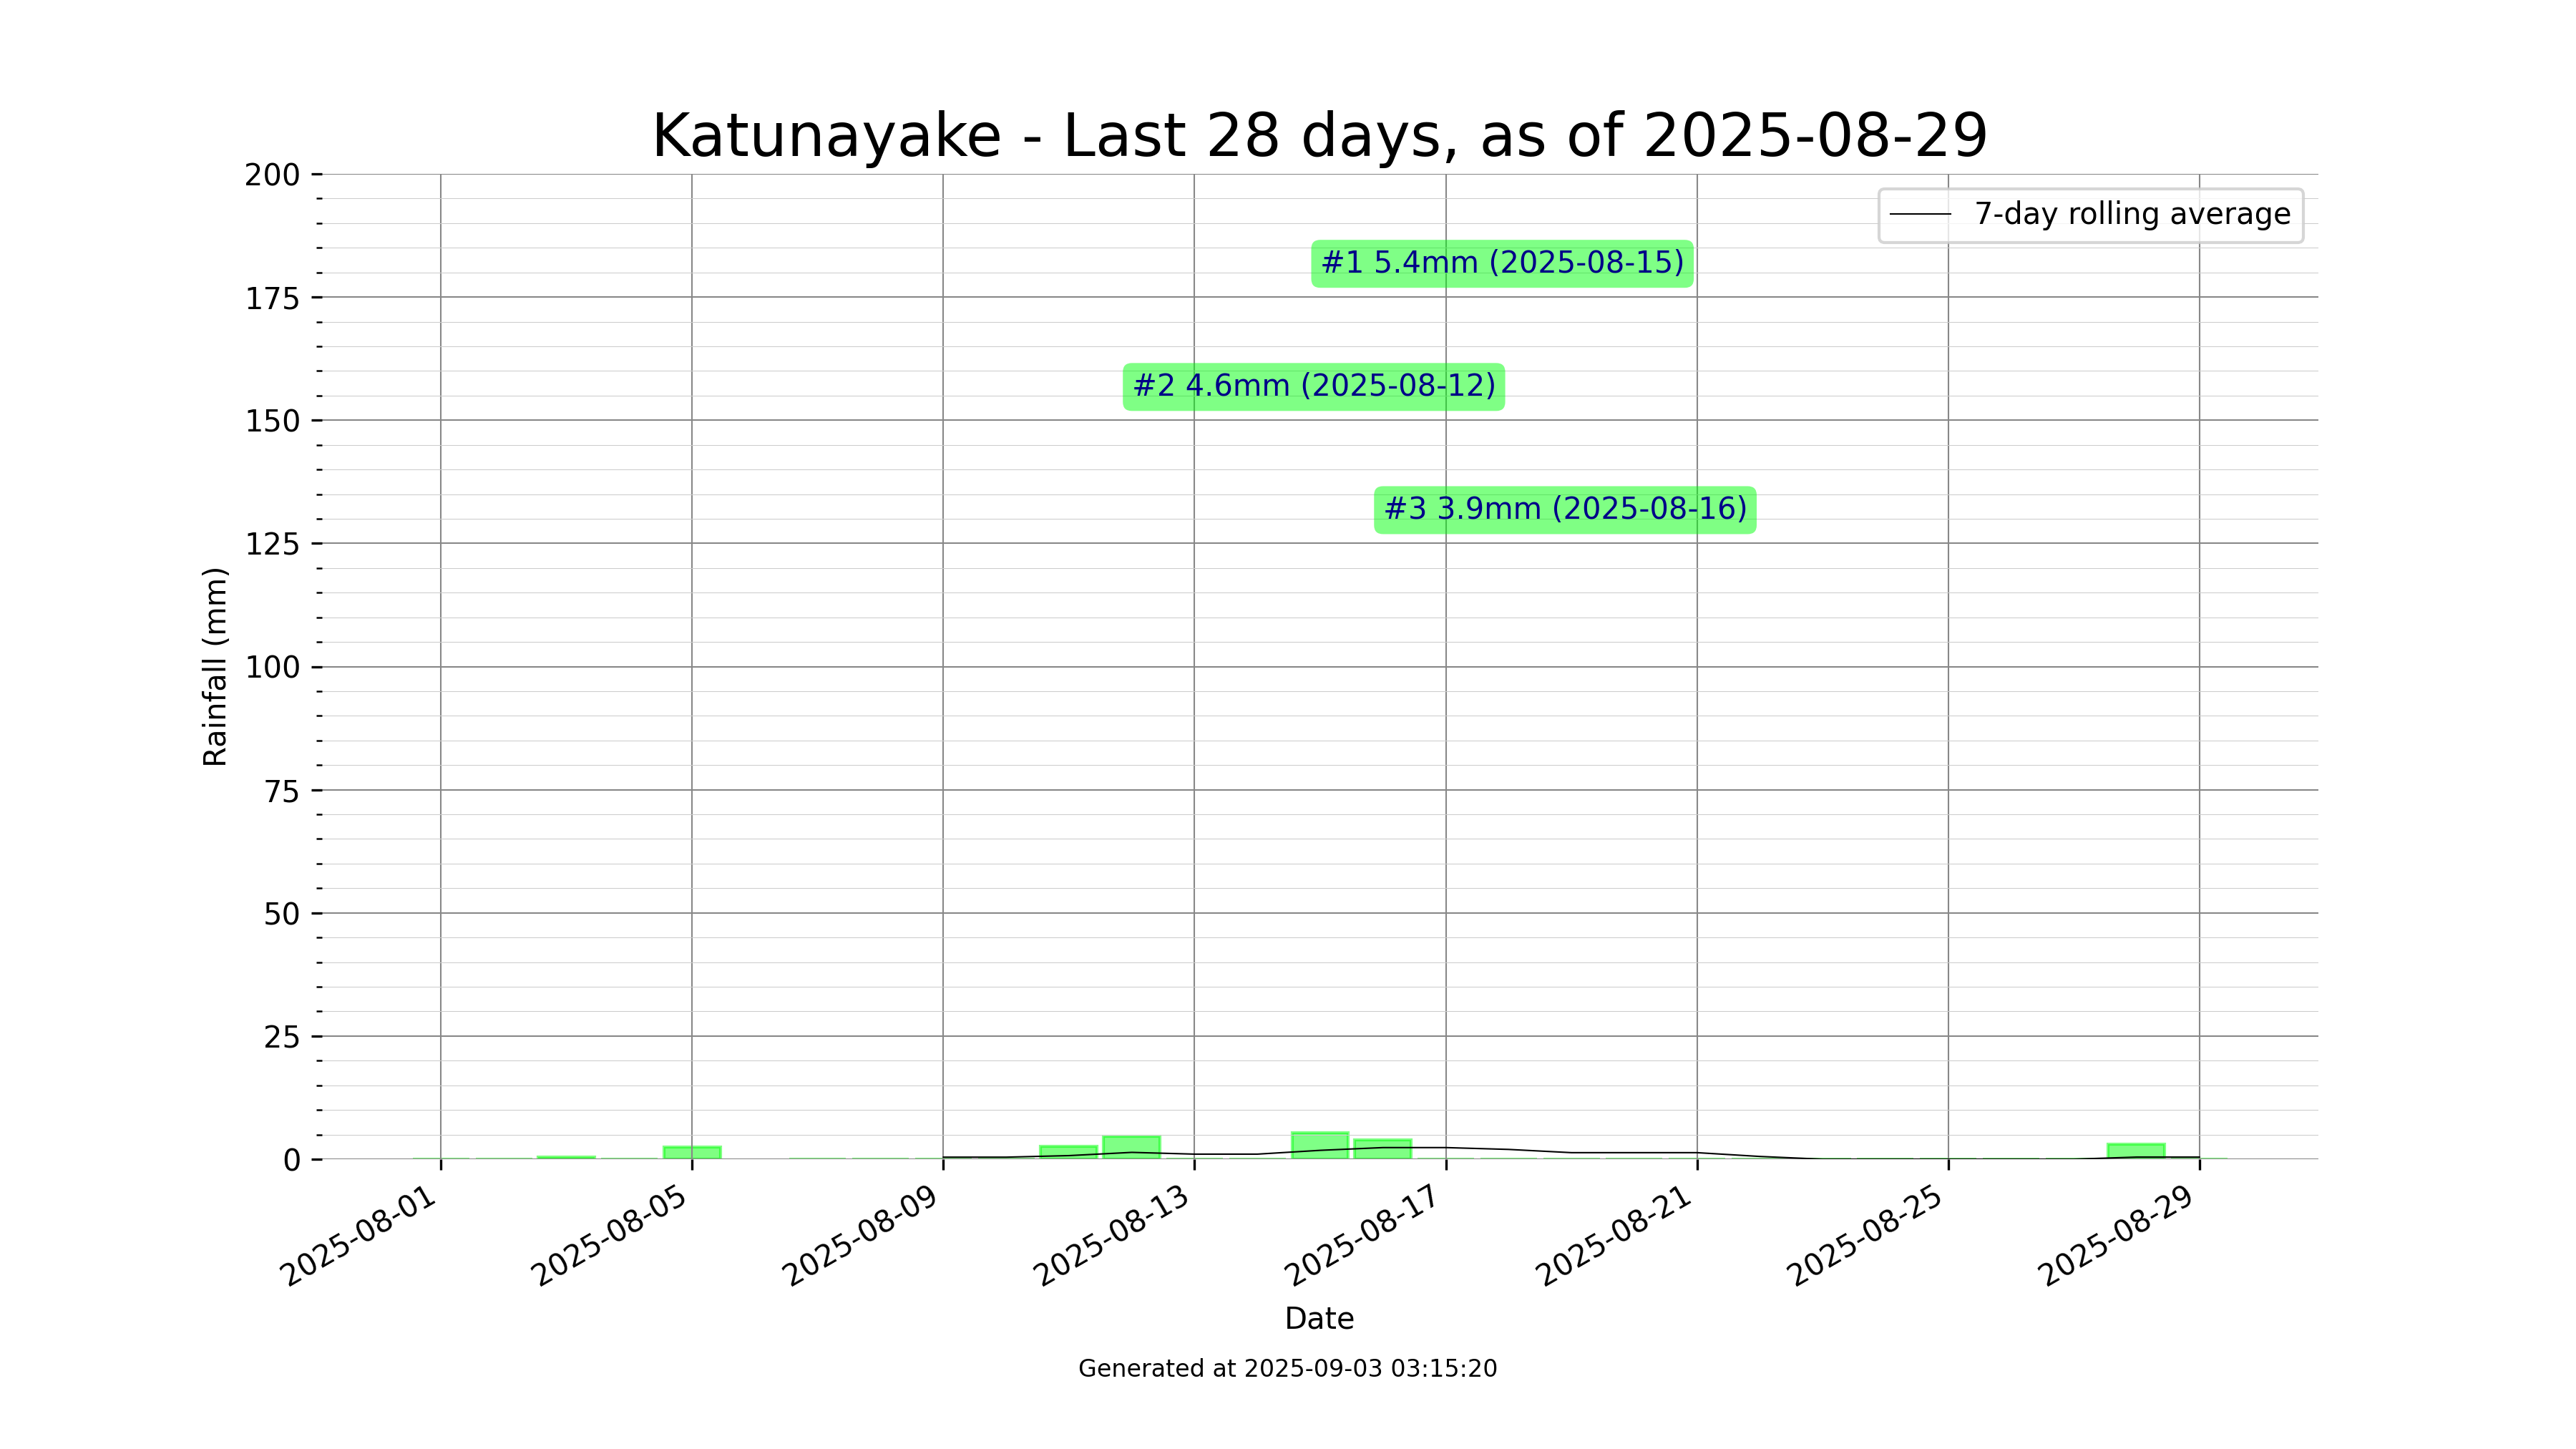 Katunayake - Last 28 days, as of 2025-08-29
200
175
150
125
100
75
50
25
0
Rainfall (mm)
7-day rolling average
#1 5.4mm (2025-08-15)
#2 4.6mm (2025-08-12)
#3 3.9mm (2025-08-16)
2025-08-01
2025-08-05
2025-08-09
2025-08-13
2025-08-17
2025-08-21
2025-08-25
2025-08-29
Date
Generated at 2025-09-03 03:15:20